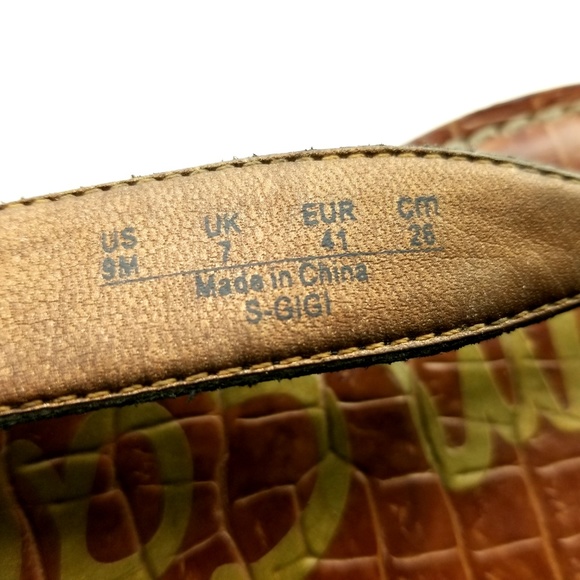 US UK EUR cm
9M 7 41 26
Made in China
S-GIGI